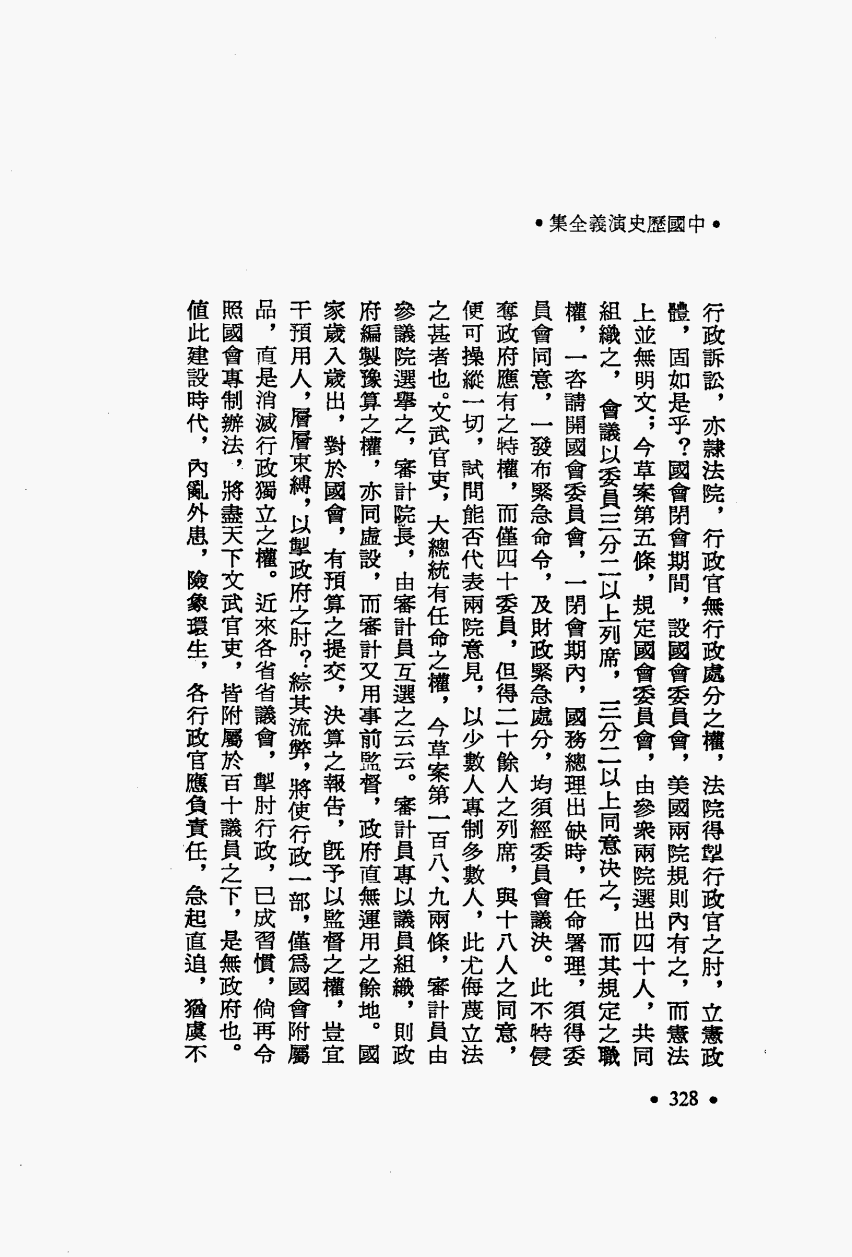 •中國歷史演義全集•
行政訴訟，亦隸法院，行政官無行政處分之權，法院得掣行政官之肘，立憲政
體，固如是乎？國會閉會期間，設國會委員會，美國兩院規則內有之，而憲法
上並無明文；今草案第五條，規定國會委員會，由參衆兩院選出四十人，共同
組織之，會議以委員三分二以上列席，三分二以上同意決之，而其規定之職
權，一咨請開國會委員會，一閉會期內，國務總理出缺時，任命署理，須得委
員會同意，一發布緊急命令，及財政緊急處分，均須經委員會議決。此不特侵
奪政府應有之特權，而僅四十委員，但得二十餘人之列席，與十八人之同意，
便可操縱一切，試問能否代表兩院意見，以少數人專制多數人，此尤侮蔑立法
之甚者也。文武官吏，大總統有任命之權，今草案第一百八、九兩條，審計員由
參議院選舉之，審計院長，由審計員互選之云云。審計員專以議員組織，則政
府編製豫算之權，亦同虛設，而審計又用事前監督，政府直無運用之餘地。國
家歲入歲出，對於國會，有預算之提交，決算之報告，旣予以監督之權，豈宜
干預用人，層層束縛，以掣政府之肘？綜其流弊，將使行政一部，僅爲國會附屬
品，直是消滅行政獨立之權。近來各省省議會，掣肘行政，已成習慣，倘再令
照國會專制辦法，將盡天下文武官吏，皆附屬於百十議員之下，是無政府也。
值此建設時代，內亂外患，險象環生，各行政官應負責任，急起直追，猶虞不
•328•